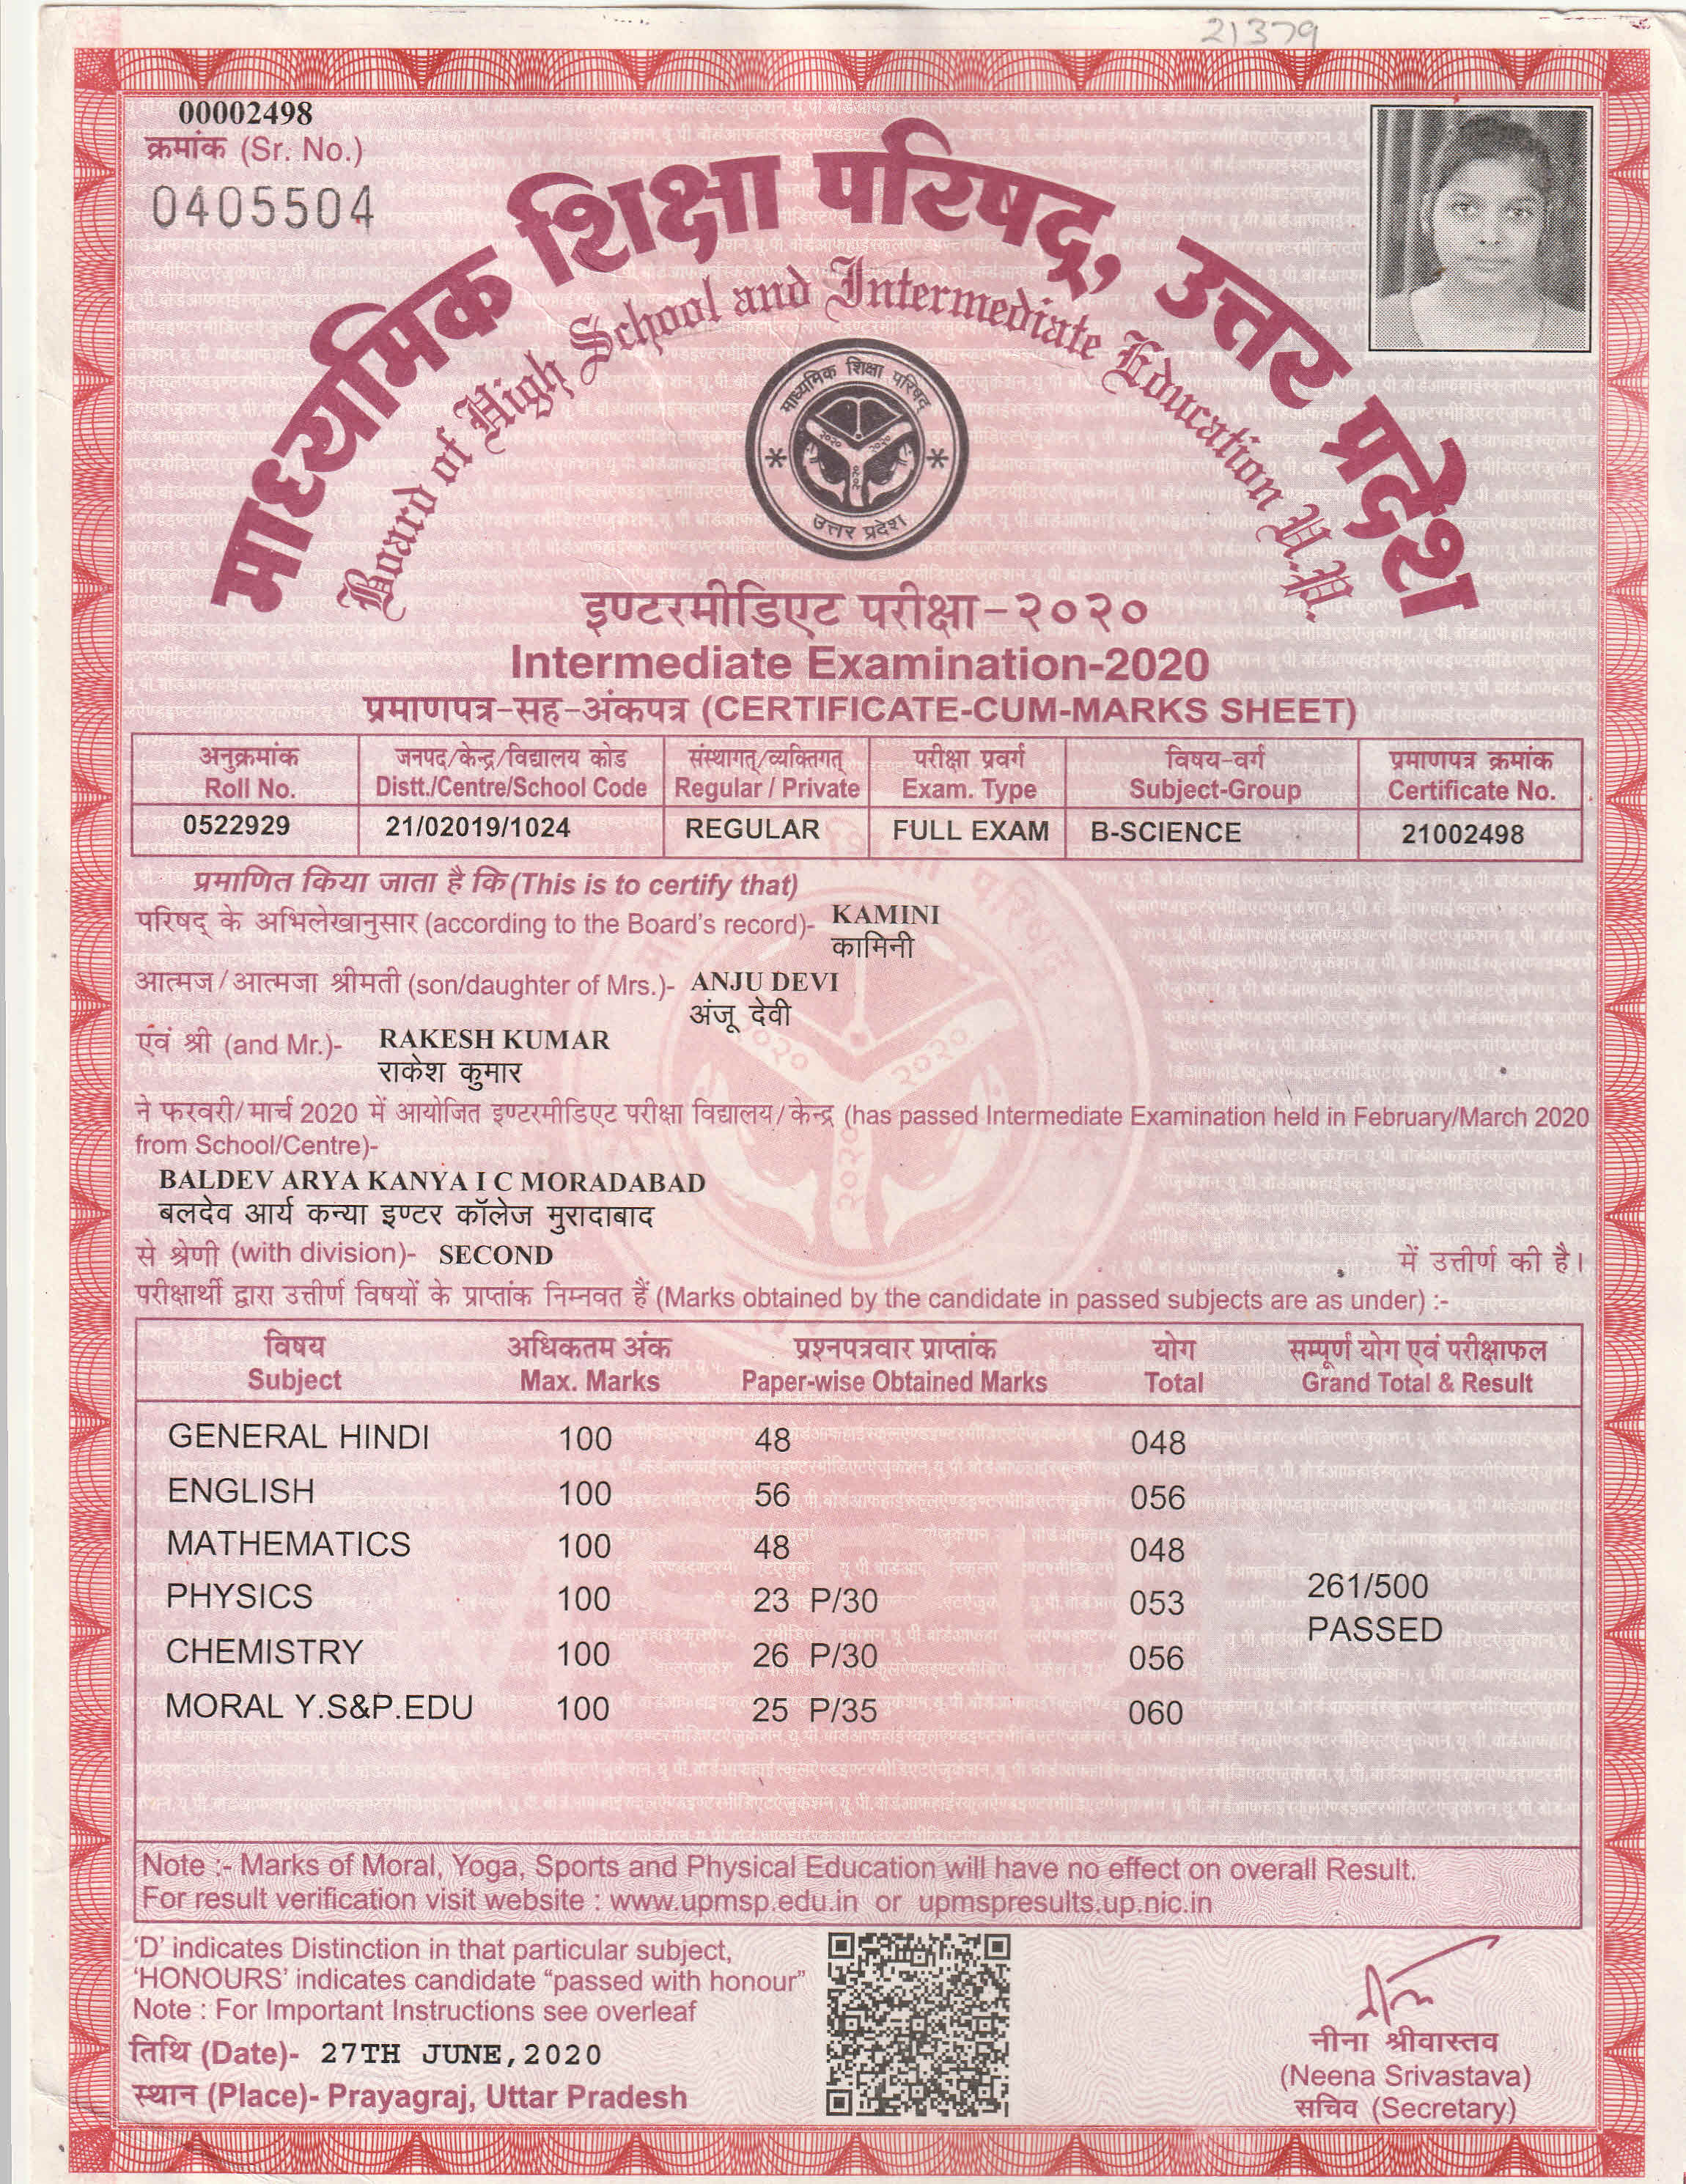 21379
00002498
क्रमांक (Sr. No.)
0405504
माध्यमिक शिक्षा परिषद्, उत्तर प्रदेश
Board of High School and Intermediate Education U.P.
माध्यमिक शिक्षा परिषद्
उत्तर प्रदेश
इण्टरमीडिएट परीक्षा-२०२०
Intermediate Examination-2020
प्रमाणपत्र-सह-अंकपत्र (CERTIFICATE-CUM-MARKS SHEET)
अनुक्रमांक जनपद/केन्द्र/विद्यालय कोड संस्थागत्/व्यक्तिगत् परीक्षा प्रवर्ग विषय-वर्ग प्रमाणपत्र क्रमांक
Roll No. Distt./Centre/School Code Regular / Private Exam. Type Subject-Group Certificate No.
0522929 21/02019/1024 REGULAR FULL EXAM B-SCIENCE 21002498
प्रमाणित किया जाता है कि (This is to certify that)
परिषद् के अभिलेखानुसार (according to the Board's record)- KAMINI
कामिनी
आत्मज/आत्मजा श्रीमती (son/daughter of Mrs.)- ANJU DEVI
अंजू देवी
एवं श्री (and Mr.)- RAKESH KUMAR
राकेश कुमार
ने फरवरी/मार्च 2020 में आयोजित इण्टरमीडिएट परीक्षा विद्यालय/केन्द्र (has passed Intermediate Examination held in February/March 2020
from School/Centre)-
BALDEV ARYA KANYA I C MORADABAD
बलदेव आर्य कन्या इण्टर कॉलेज मुरादाबाद
से श्रेणी (with division)- SECOND में उत्तीर्ण की है।
परीक्षार्थी द्वारा उत्तीर्ण विषयों के प्राप्तांक निम्नवत हैं (Marks obtained by the candidate in passed subjects are as under) :-
विषय अधिकतम अंक प्रश्नपत्रवार प्राप्तांक योग सम्पूर्ण योग एवं परीक्षाफल
Subject Max. Marks Paper-wise Obtained Marks Total Grand Total & Result
GENERAL HINDI 100 48 048
ENGLISH 100 56 056
MATHEMATICS 100 48 048
PHYSICS 100 23 P/30 053 261/500
PASSED
CHEMISTRY 100 26 P/30 056
MORAL Y.S&P.EDU 100 25 P/35 060
Note :- Marks of Moral, Yoga, Sports and Physical Education will have no effect on overall Result.
For result verification visit website : www.upmsp.edu.in or upmspresults.up.nic.in
'D' indicates Distinction in that particular subject,
'HONOURS' indicates candidate "passed with honour"
Note : For Important Instructions see overleaf
तिथि (Date)- 27TH JUNE,2020
स्थान (Place)- Prayagraj, Uttar Pradesh
नीना श्रीवास्तव
(Neena Srivastava)
सचिव (Secretary)